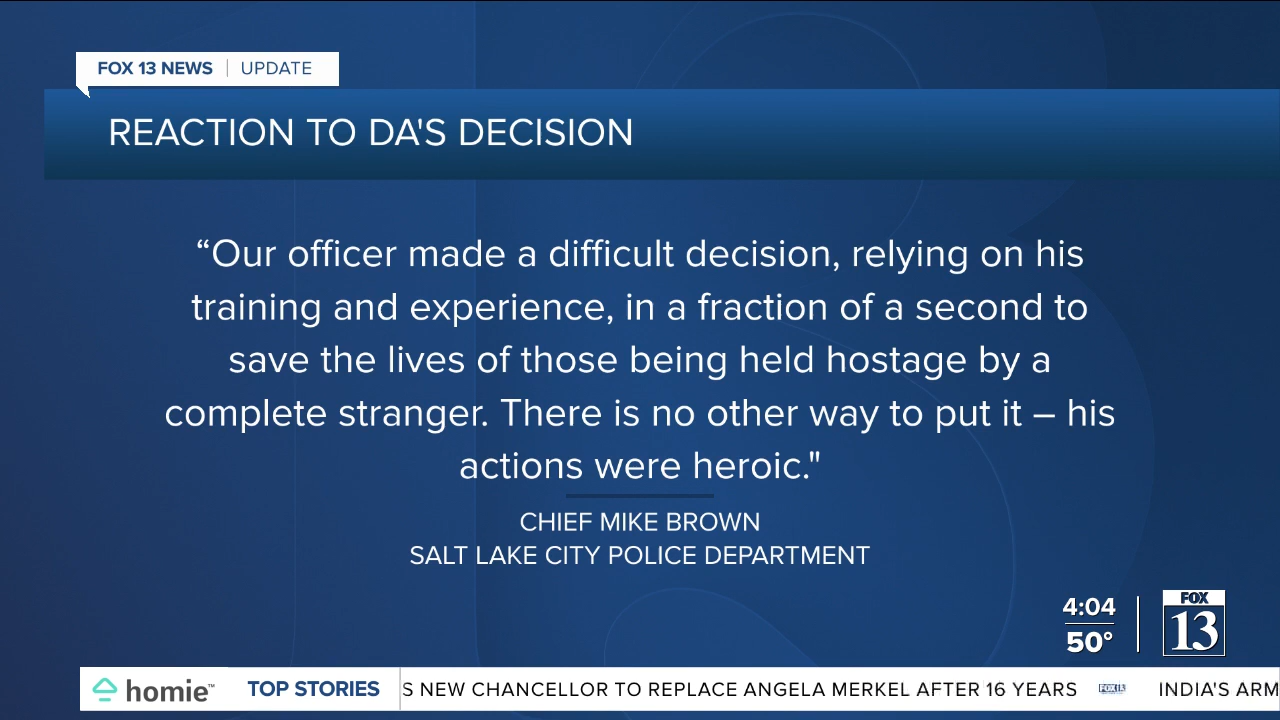 FOX 13 NEWS | UPDATE
REACTION TO DA'S DECISION
“Our officer made a difficult decision, relying on his
training and experience, in a fraction of a second to
save the lives of those being held hostage by a
complete stranger. There is no other way to put it – his
actions were heroic."
CHIEF MIKE BROWN
SALT LAKE CITY POLICE DEPARTMENT
4:04
50°
FOX
13
homie™ TOP STORIES S NEW CHANCELLOR TO REPLACE ANGELA MERKEL AFTER 16 YEARS FOX 13 INDIA'S ARM